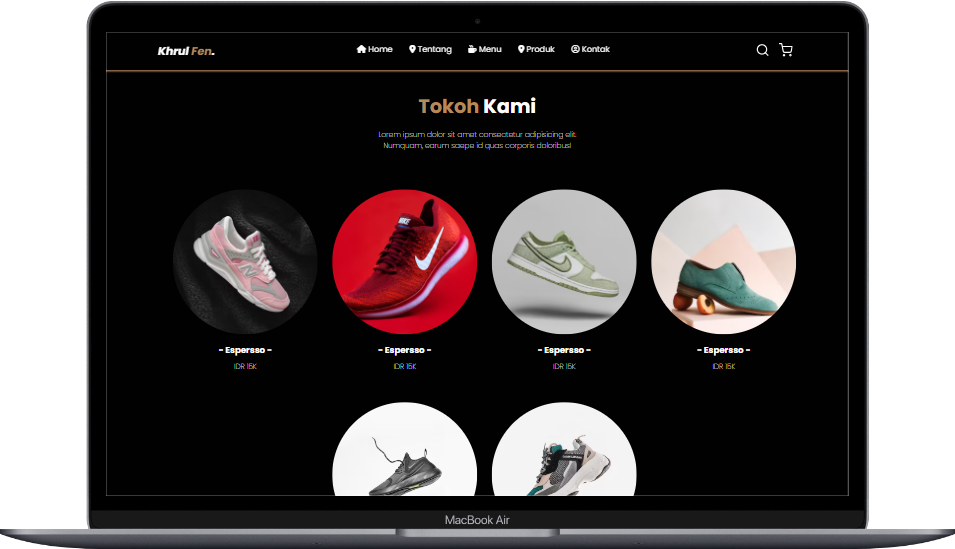 Khrul Fen.
Home Tentang Menu Produk Kontak
Tokoh Kami
Lorem ipsum dolor sit amet consectetur adipisicing elit.
Numquam, earum saepe id quas corporis doloribus!
NIKE
- Espersso - - Espersso - - Espersso - - Espersso -
IDR 15K IDR 15K IDR 15K IDR 15K
MacBook Air